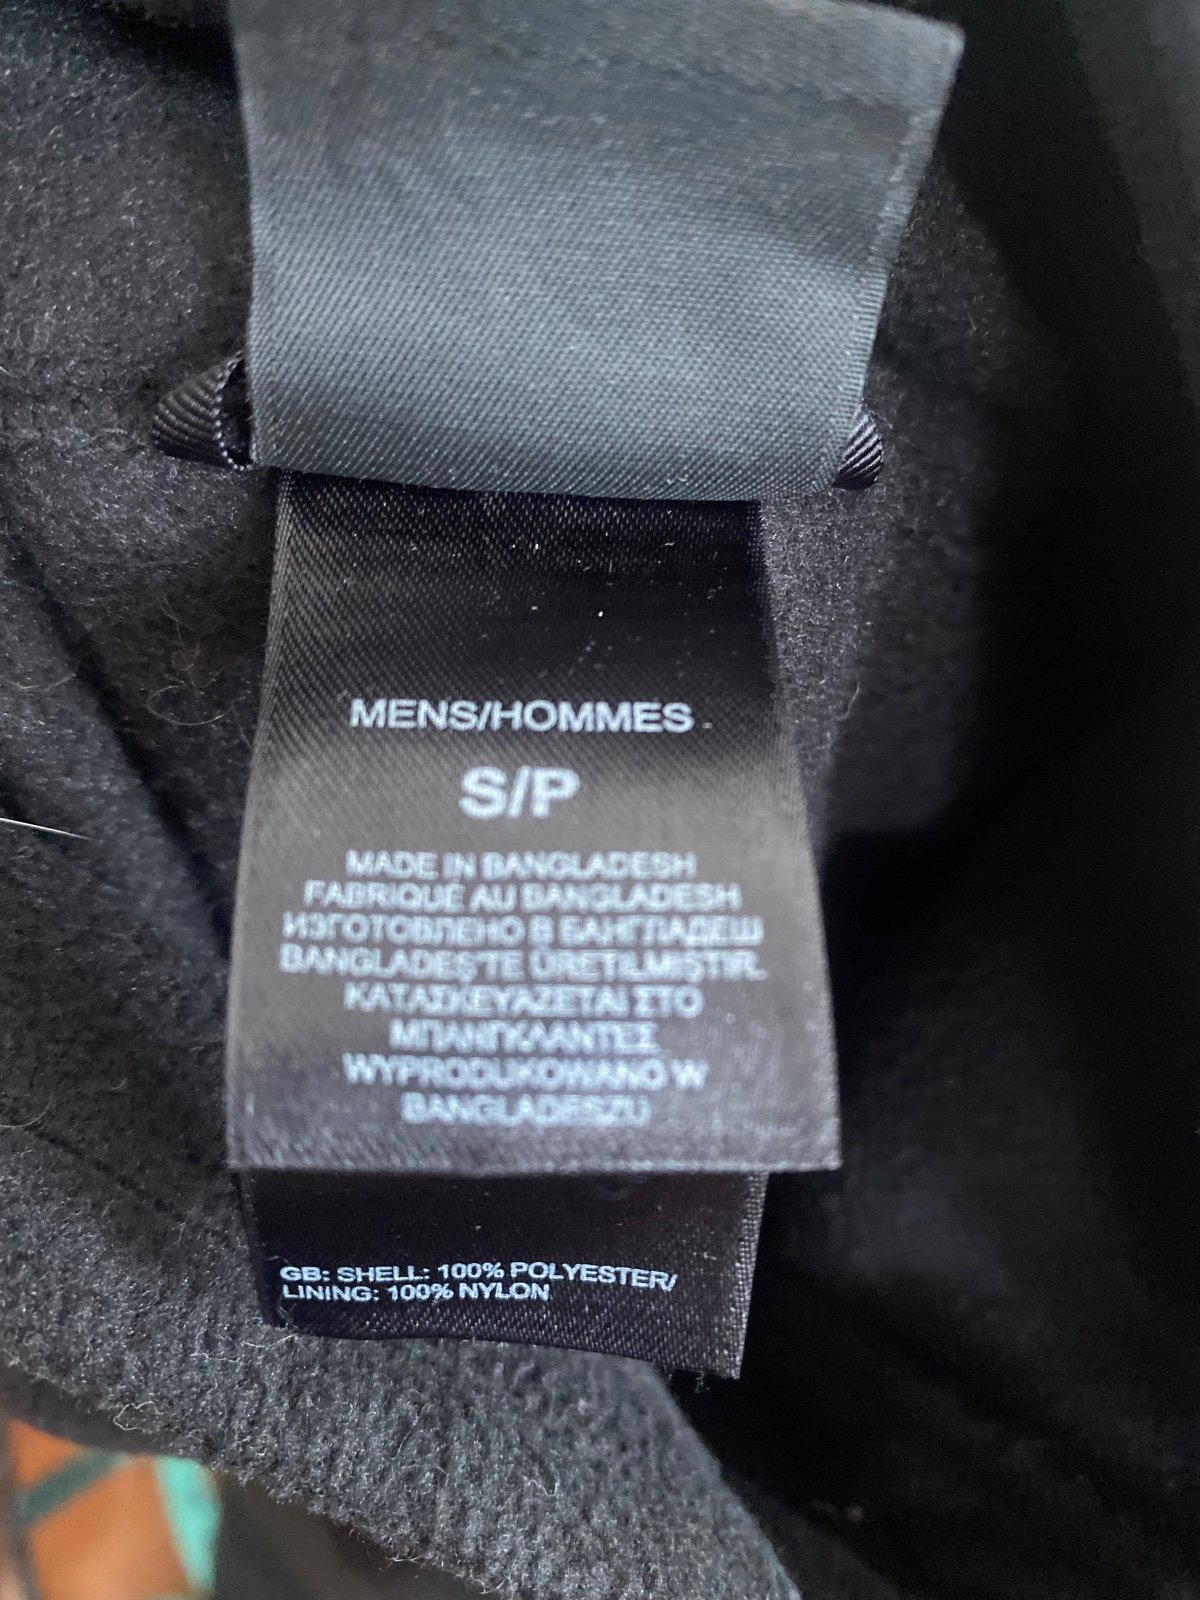 MENS/HOMMES
S/P
MADE IN BANGLADESH
FABRIQUÉ AU BANGLADESH
ИЗГОТОВЛЕНО В БАНГЛАДЕШ
BANGLADEŞ'TE ÜRETILMIŞTIR.
ΚΑΤΑΣΚΕΥΑΖΕΤΑΙ ΣΤΟ
ΜΠΑΝΓΚΛΑΝΤΕΣ
WYPRODUKOWANO W
BANGLADESZU
GB: SHELL: 100% POLYESTER/
LINING: 100% NYLON